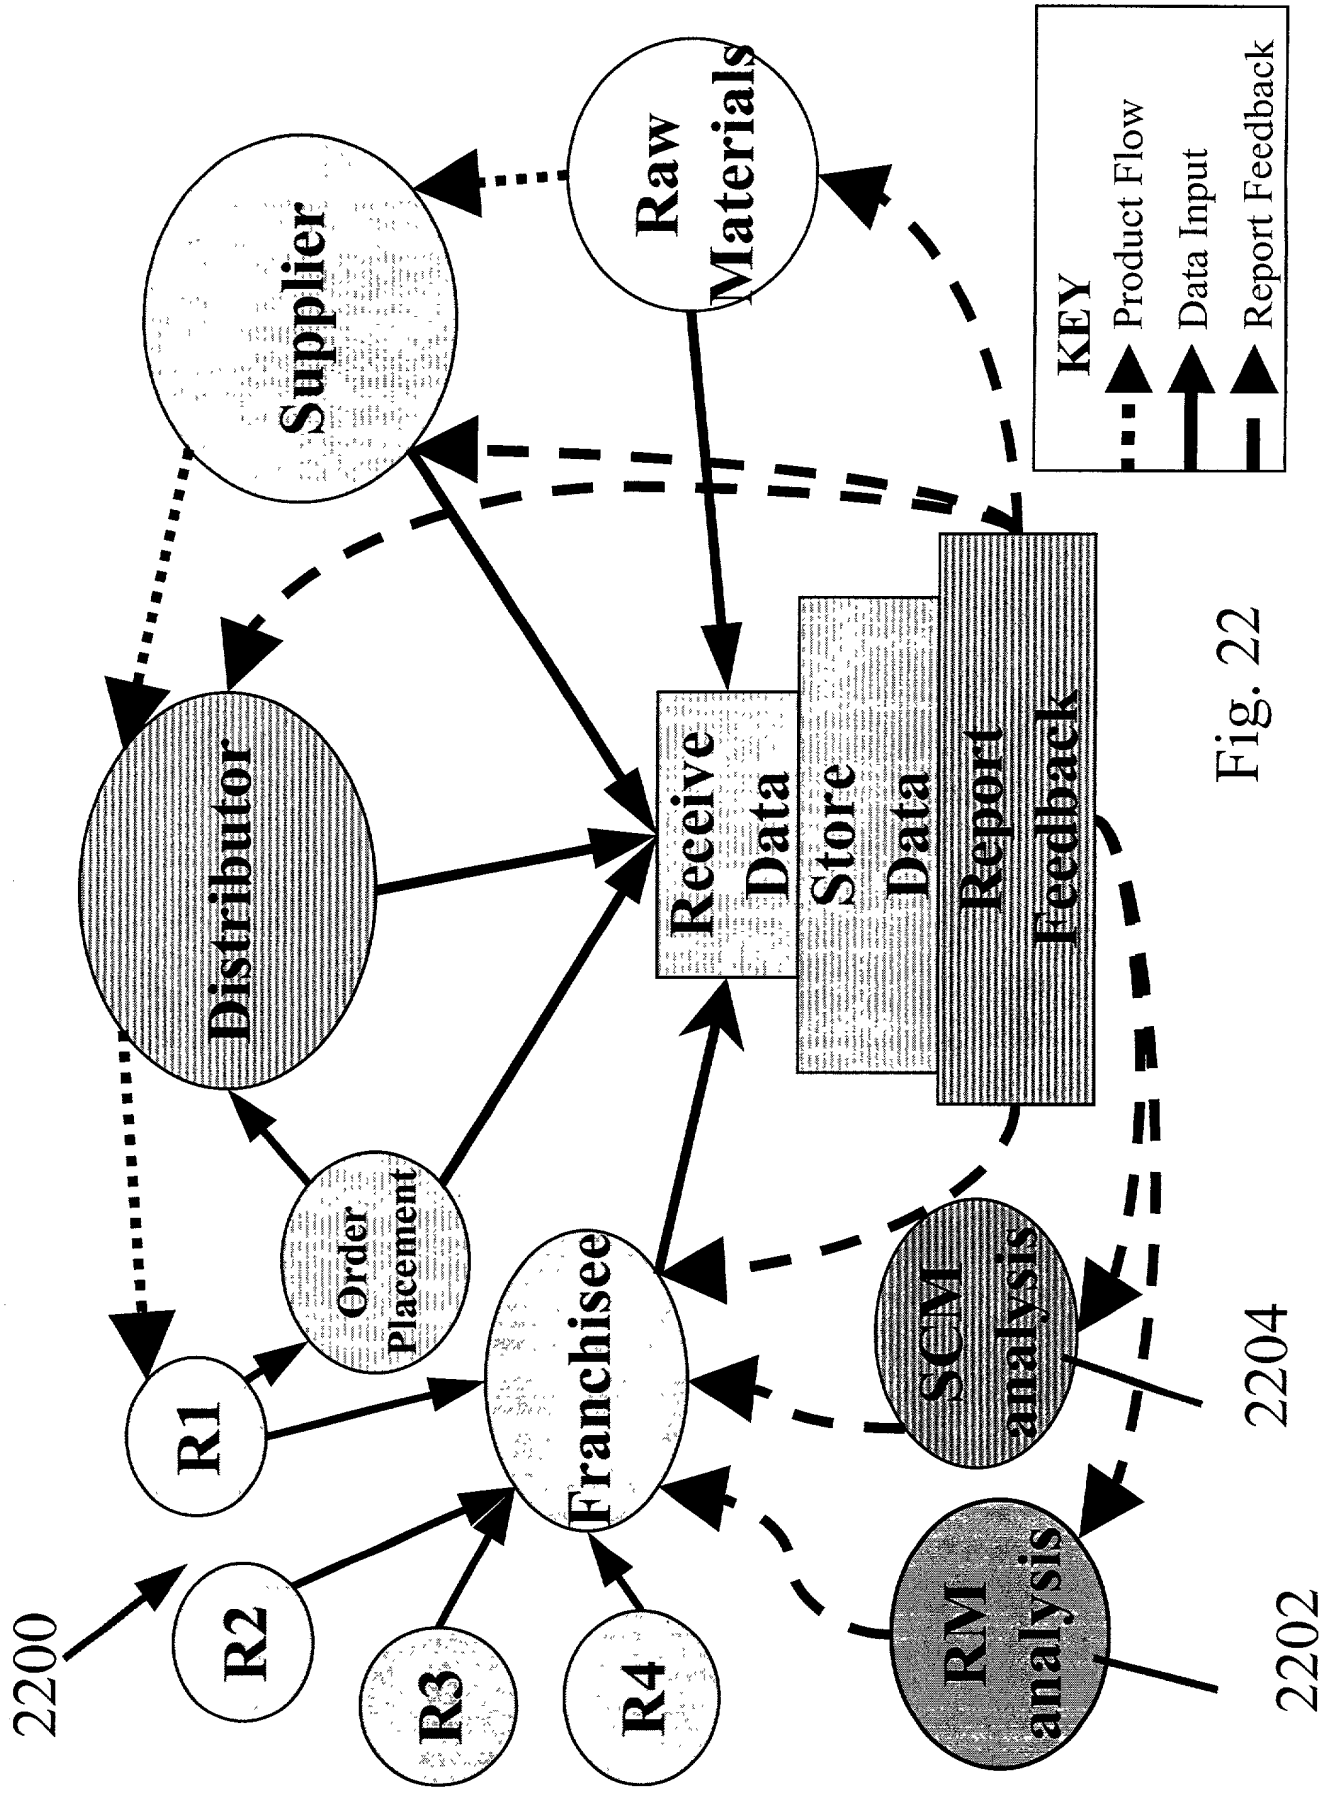 2200
R1
R2
R3
R4
Order
Placement
Distributor
Supplier
Raw
Materials
Franchisee
Receive
Data
Store
Data
Report
Feedback
SCM
analysis
RM
analysis
2202
2204
KEY
Product Flow
Data Input
Report Feedback
Fig. 22